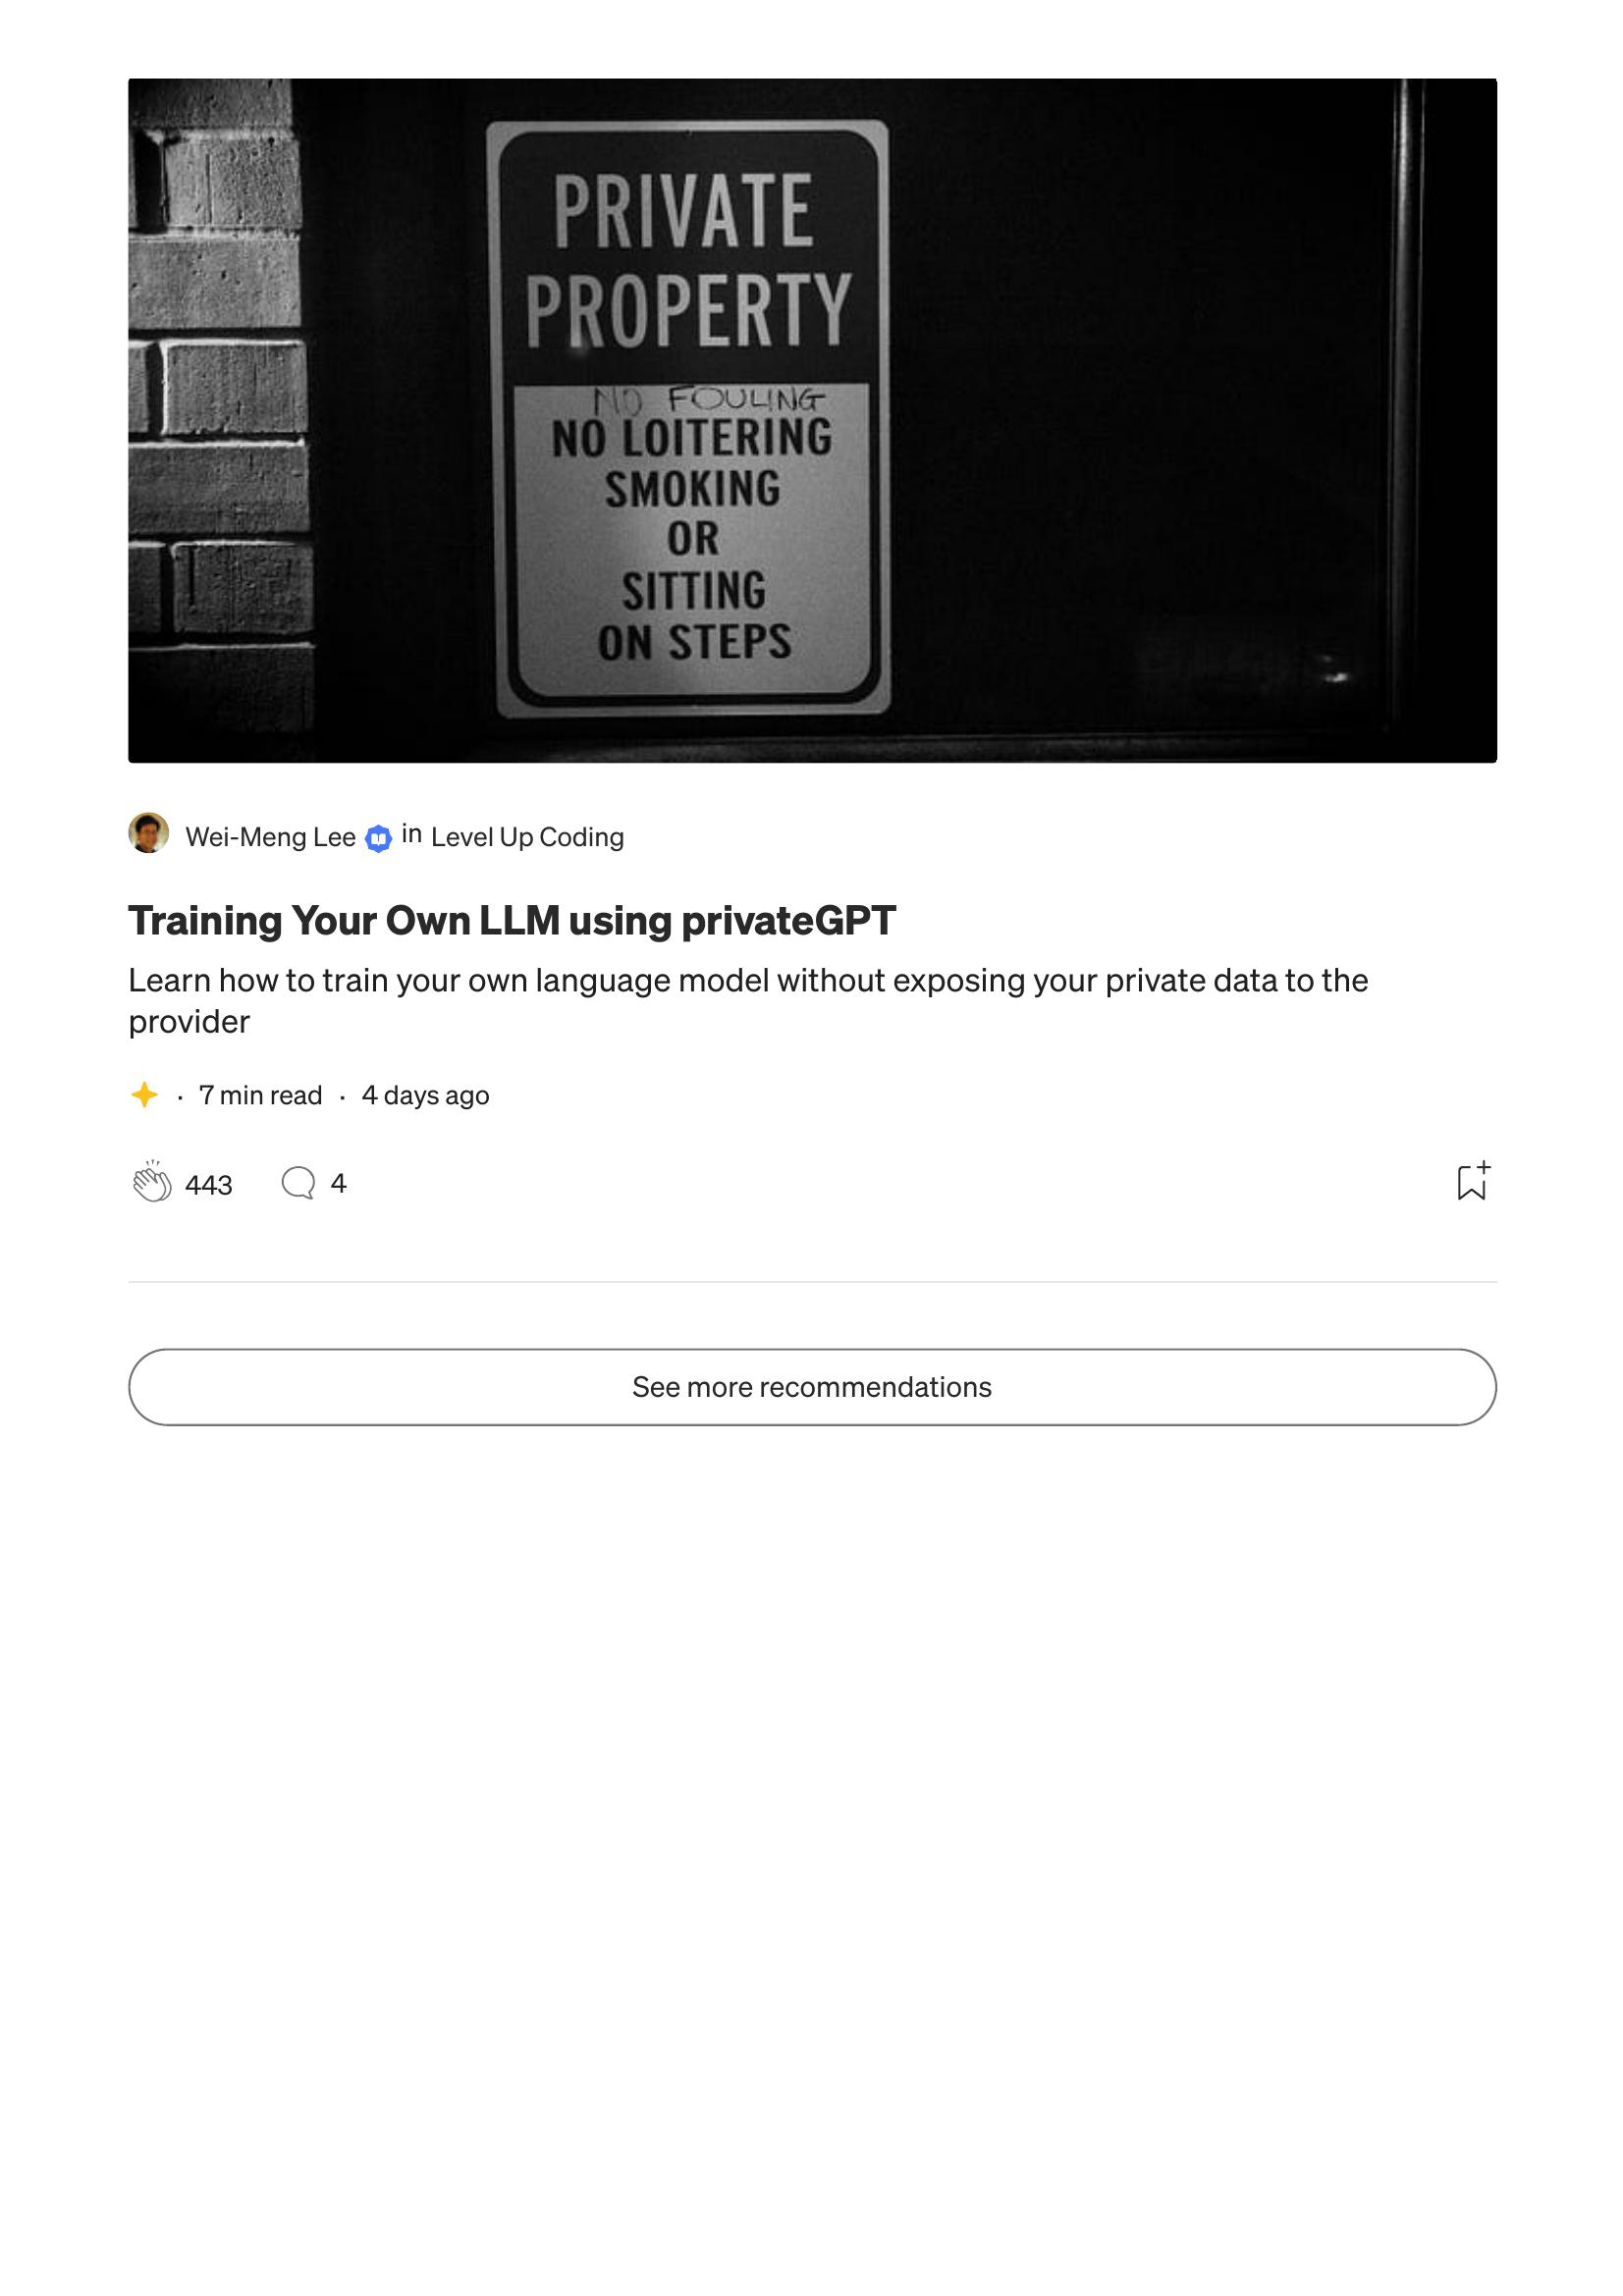 PRIVATE
PROPERTY
NO FOULING
NO LOITERING
SMOKING
OR
SITTING
ON STEPS
Wei-Meng Lee in Level Up Coding
Training Your Own LLM using privateGPT
Learn how to train your own language model without exposing your private data to the
provider
· 7 min read · 4 days ago
443 4
See more recommendations